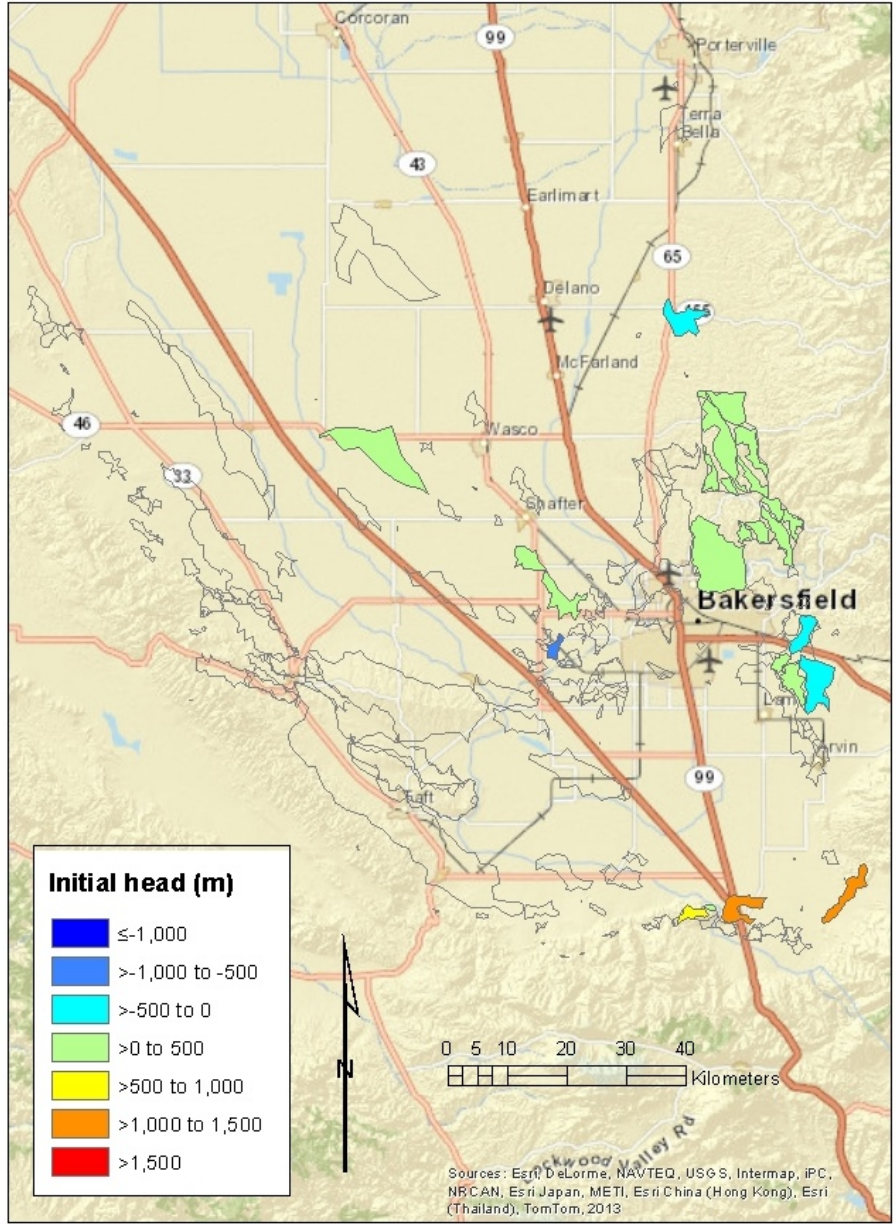 Corcoran
99
Porterville
Terra
Bella
43
Earlimart
65
Delano
155
McFarland
46
Wasco
33
Shafter
Bakersfield
Lam
Arvin
99
Taft
Initial head (m)
≤-1,000
>-1,000 to -500
>-500 to 0
>0 to 500
>500 to 1,000
>1,000 to 1,500
>1,500
N
0 5 10 20 30 40
Kilometers
Lockwood Valley Rd
Sources: Esri, DeLorme, NAVTEQ, USGS, Intermap, iPC,
NRCAN, Esri Japan, METI, Esri China (Hong Kong), Esri
(Thailand), TomTom, 2013